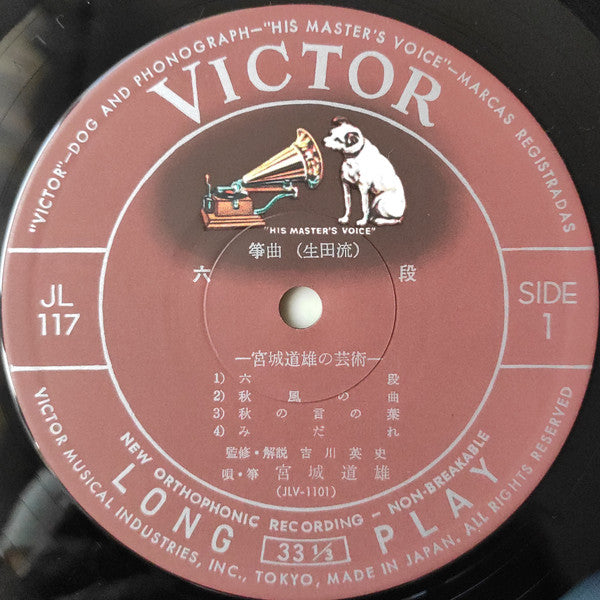 "VICTOR"—DOG AND PHONOGRAPH—"HIS MASTER'S VOICE"—MARCAS REGISTRADAS
VICTOR
"HIS MASTER'S VOICE"
箏曲 (生田流)
六 段
JL
117
SIDE
1
—宮城道雄の芸術—
1) 六 段
2) 秋風の曲
3) 秋の言の葉
4) みだれ
監修・解説 吉川英史
唄・箏 宮城道雄
(JLV-1101)
NEW ORTHOPHONIC RECORDING – NON-BREAKABLE
LONG PLAY
33 1/3
VICTOR MUSICAL INDUSTRIES, INC., TOKYO, MADE IN JAPAN. ALL RIGHTS RESERVED